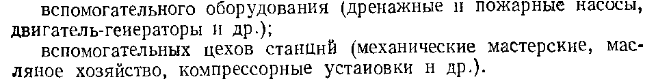 вспомогательного оборудования (дренажные и пожарные насосы,
двигатель-генераторы и др.);
вспомогательных цехов станций (механические мастерские, мас-
ляное хозяйство, компрессорные установки и др.).